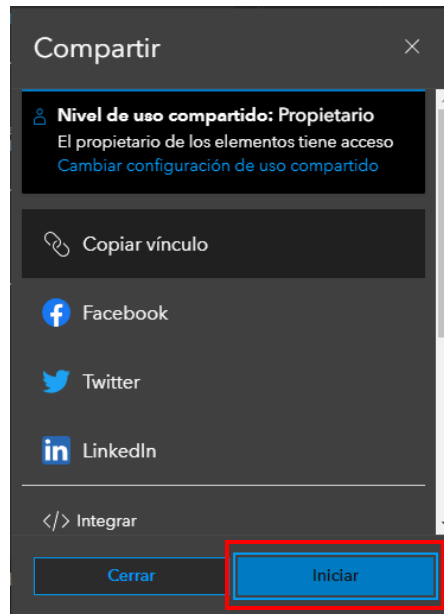 Compartir
Nivel de uso compartido: Propietario
El propietario de los elementos tiene acceso
Cambiar configuración de uso compartido
Copiar vínculo
Facebook
Twitter
LinkedIn
</> Integrar
Cerrar
Iniciar